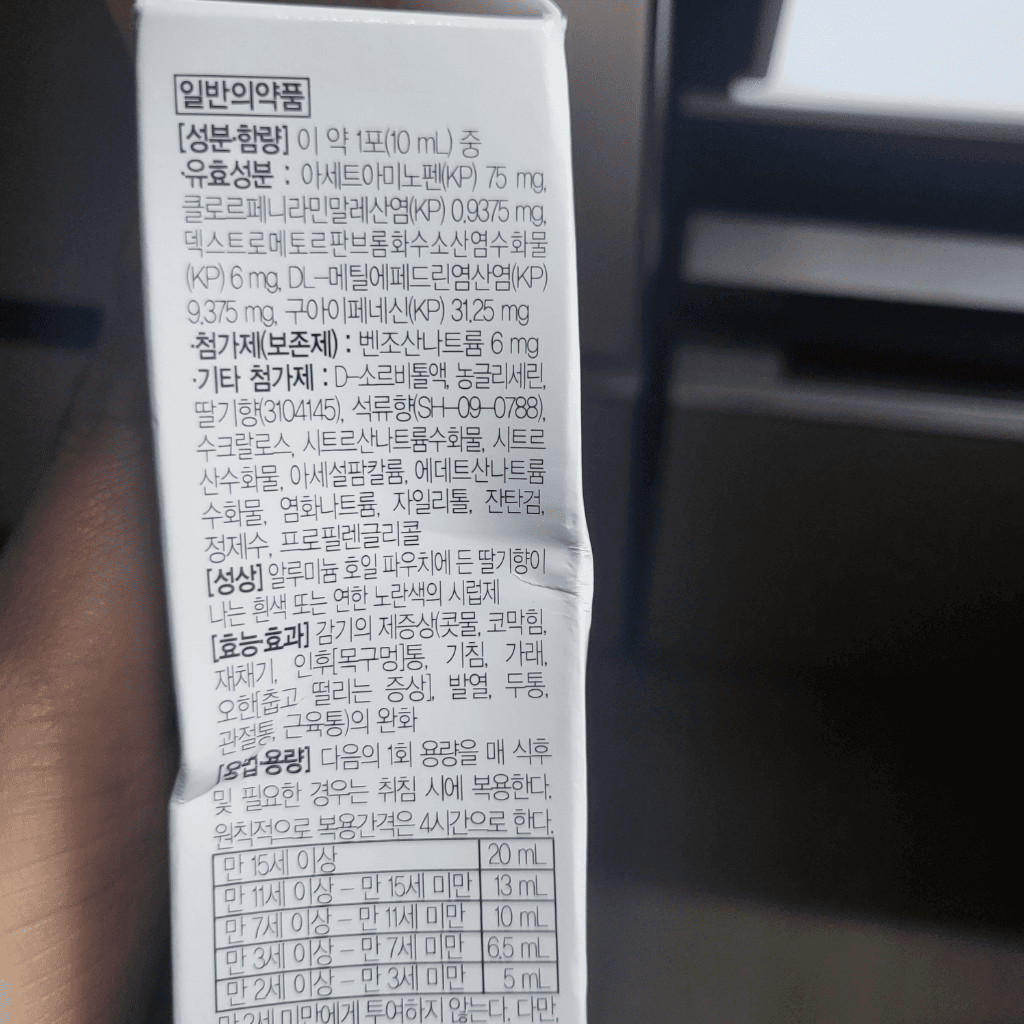 일반의약품
[성분·함량] 이 약 1포(10 mL) 중
·유효성분 : 아세트아미노펜(KP) 75 mg,
클로르페니라민말레산염(KP) 0.9375 mg,
덱스트로메토르판브롬화수소산염수화물
(KP) 6 mg, DL-메틸에페드린염산염(KP)
9.375 mg, 구아이페네신(KP) 31.25 mg
·첨가제(보존제) : 벤조산나트륨 6 mg
·기타 첨가제 : D-소르비톨액, 농글리세린,
딸기향(3104145), 석류향(SH-09-0788),
수크랄로스, 시트르산나트륨수화물, 시트르
산수화물, 아세설팜칼륨, 에데트산나트륨
수화물, 염화나트륨, 자일리톨, 잔탄검,
정제수, 프로필렌글리콜
[성상] 알루미늄 호일 파우치에 든 딸기향이
나는 흰색 또는 연한 노란색의 시럽제
[효능·효과] 감기의 제증상(콧물, 코막힘,
재채기, 인후[목구멍]통, 기침, 가래,
오한[춥고 떨리는 증상], 발열, 두통,
관절통, 근육통)의 완화
[용법·용량] 다음의 1회 용량을 매 식후
및 필요한 경우는 취침 시에 복용한다.
원칙적으로 복용간격은 4시간으로 한다.
만 15세 이상 20 mL
만 11세 이상 - 만 15세 미만 13 mL
만 7세 이상 - 만 11세 미만 10 mL
만 3세 이상 - 만 7세 미만 6.5 mL
만 2세 이상 - 만 3세 미만 5 mL
만 2세 미만에게 투여하지 않는다. 다만,